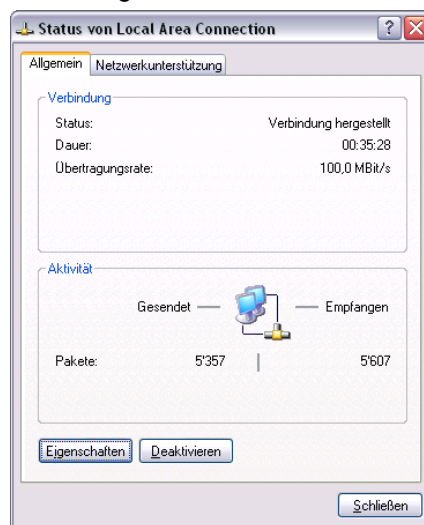 Status von Local Area Connection
Allgemein Netzwerkunterstützung
Verbindung
Status: Verbindung hergestellt
Dauer: 00:35:28
Übertragungsrate: 100,0 MBit/s
Aktivität
Gesendet — — Empfangen
Pakete: 5'357 | 5'607
Eigenschaften Deaktivieren
Schließen